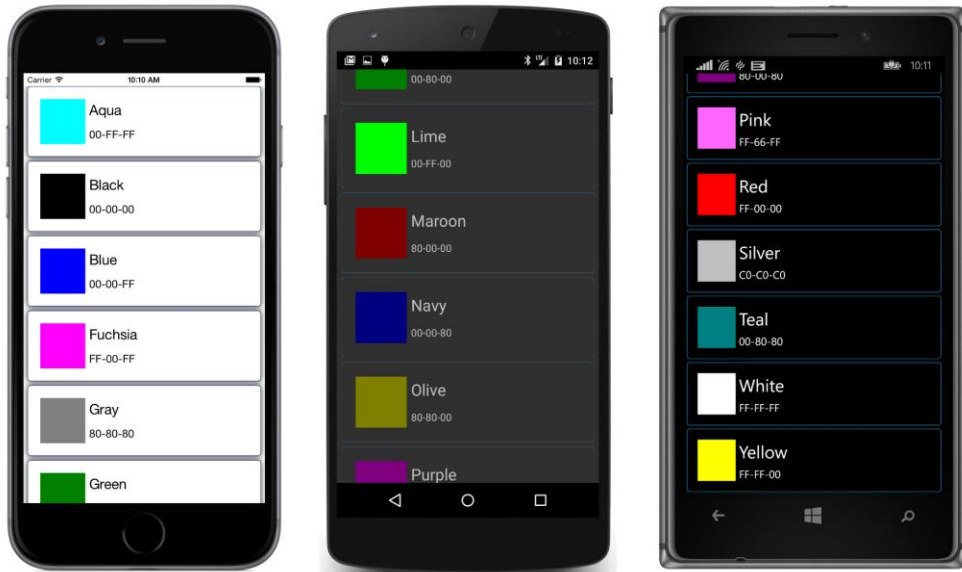 Carrier
10:10 AM
Aqua
00-FF-FF
Black
00-00-00
Blue
00-00-FF
Fuchsia
FF-00-FF
Gray
80-80-80
Green
10:12
00-80-00
Lime
00-FF-00
Maroon
80-00-00
Navy
00-00-80
Olive
80-80-00
Purple
10:11
80-00-80
Pink
FF-66-FF
Red
FF-00-00
Silver
C0-C0-C0
Teal
00-80-80
White
FF-FF-FF
Yellow
FF-FF-00